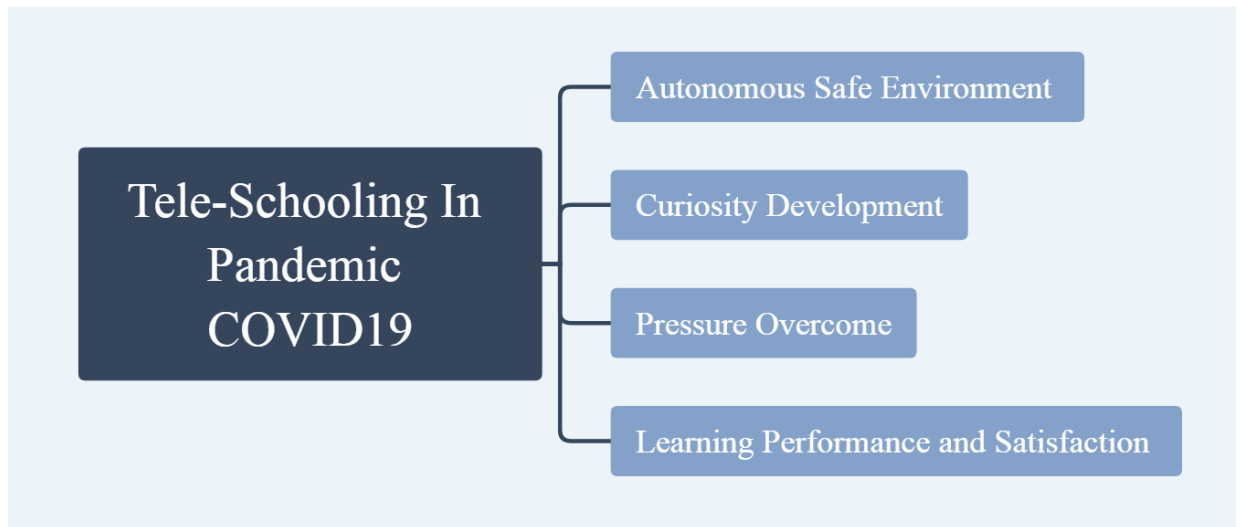 Tele-Schooling In
Pandemic
COVID19
Autonomous Safe Environment
Curiosity Development
Pressure Overcome
Learning Performance and Satisfaction